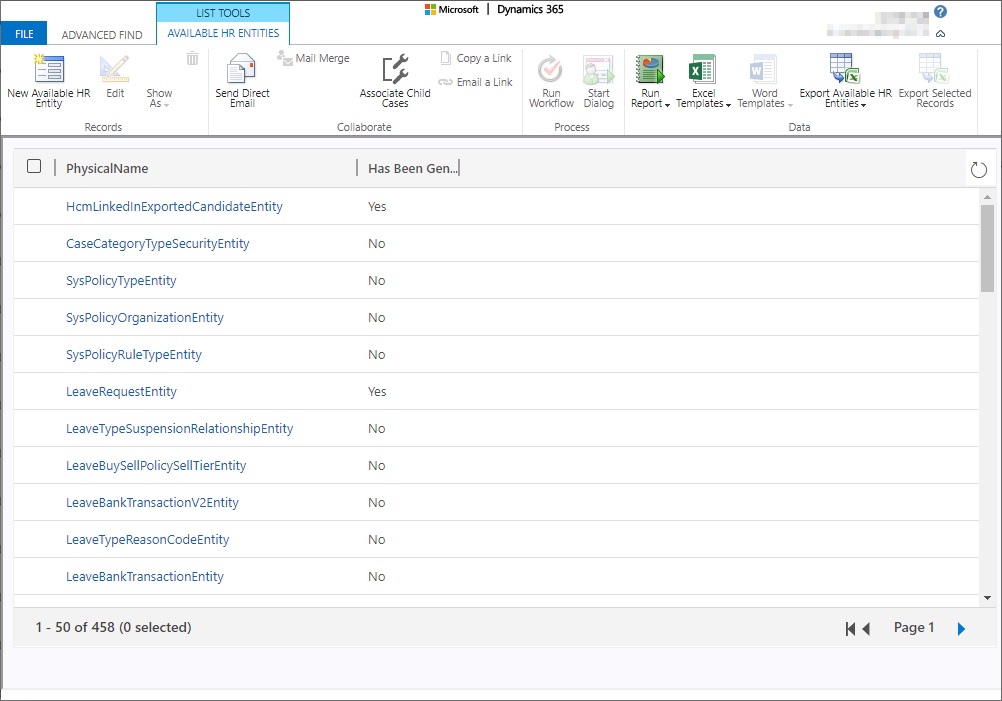 LIST TOOLS
Microsoft | Dynamics 365
FILE
ADVANCED FIND
AVAILABLE HR ENTITIES
?
New Available HR
Entity
Edit
Show
As
Records
Send Direct
Email
Mail Merge
Associate Child
Cases
Copy a Link
Email a Link
Collaborate
Run
Workflow
Start
Dialog
Process
Run
Report
Excel
Templates
Word
Templates
Export Available HR
Entities
Export Selected
Records
Data
PhysicalName
Has Been Gen...
HcmLinkedInExportedCandidateEntity Yes
CaseCategoryTypeSecurityEntity No
SysPolicyTypeEntity No
SysPolicyOrganizationEntity No
SysPolicyRuleTypeEntity No
LeaveRequestEntity Yes
LeaveTypeSuspensionRelationshipEntity No
LeaveBuySellPolicySellTierEntity No
LeaveBankTransactionV2Entity No
LeaveTypeReasonCodeEntity No
LeaveBankTransactionEntity No
1 - 50 of 458 (0 selected)
Page 1